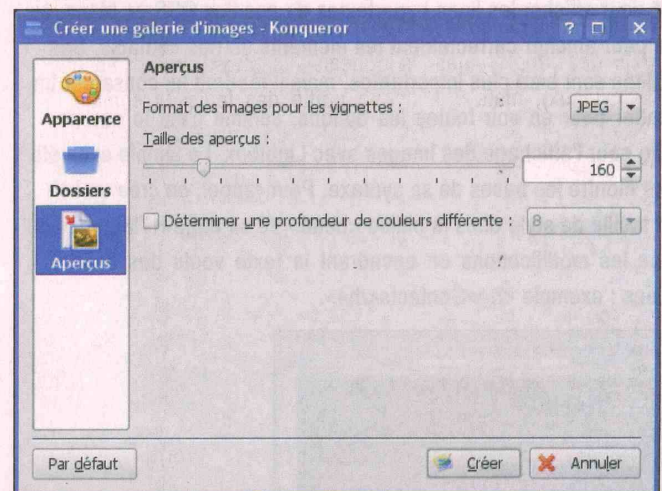 Créer une galerie d'images - Konqueror
Apparence
Dossiers
Aperçus
Aperçus
Format des images pour les vignettes :
JPEG
Taille des aperçus :
160
Déterminer une profondeur de couleurs différente :
8
Par défaut
Créer
Annuler